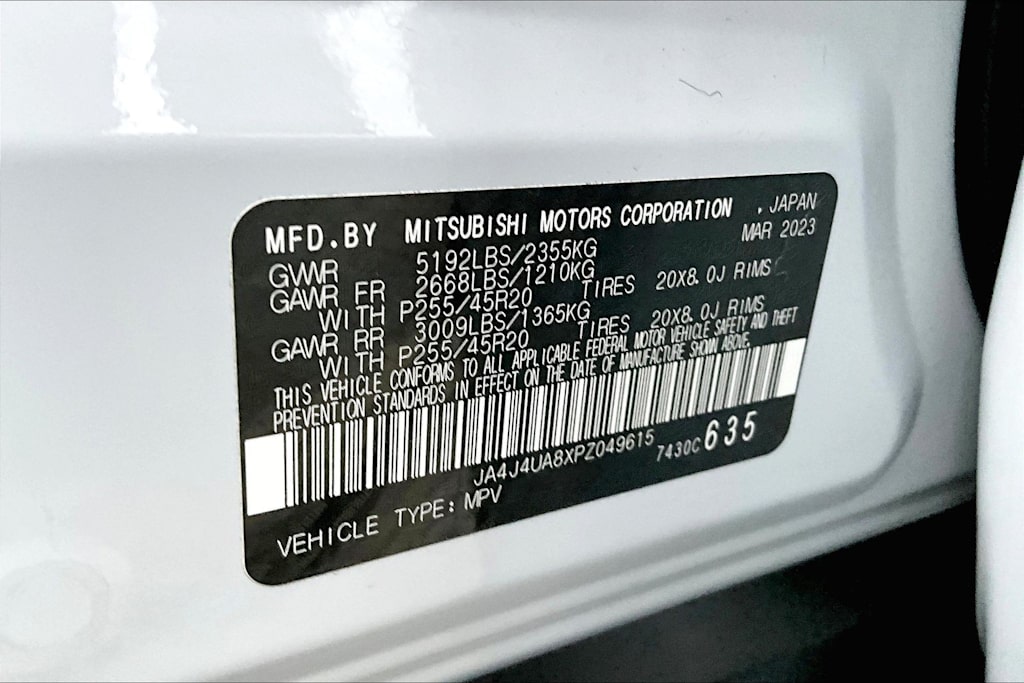 MFD.BY MITSUBISHI MOTORS CORPORATION , JAPAN
MAR 2023
GVWR 5192LBS/2355KG
GAWR FR 2668LBS/1210KG
WITH P255/45R20 TIRES 20X8.0J RIMS
GAWR RR 3009LBS/1365KG
WITH P255/45R20 TIRES 20X8.0J RIMS
THIS VEHICLE CONFORMS TO ALL APPLICABLE FEDERAL MOTOR VEHICLE SAFETY AND THEFT
PREVENTION STANDARDS IN EFFECT ON THE DATE OF MANUFACTURE SHOWN ABOVE.
JA4J4UA8XPZ049615 7430C 635
VEHICLE TYPE: MPV